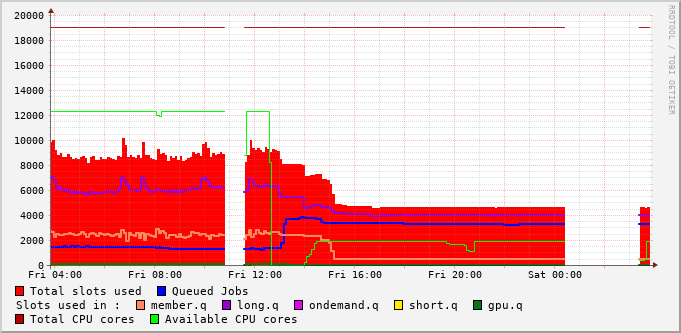 RRDTOOL / TOBI OETIKER
20000
18000
16000
14000
12000
10000
8000
6000
4000
2000
0
Fri 04:00 Fri 08:00 Fri 12:00 Fri 16:00 Fri 20:00 Sat 00:00
Total slots used Queued Jobs
Slots used in : member.q long.q ondemand.q short.q gpu.q
Total CPU cores Available CPU cores